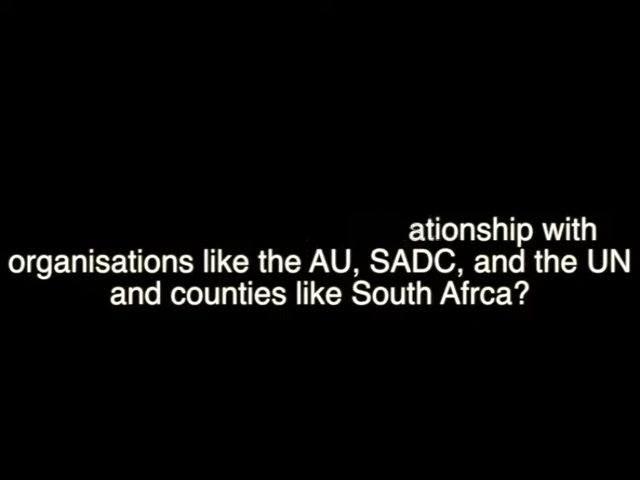 ationship with
organisations like the AU, SADC, and the UN
and counties like South Afrca?